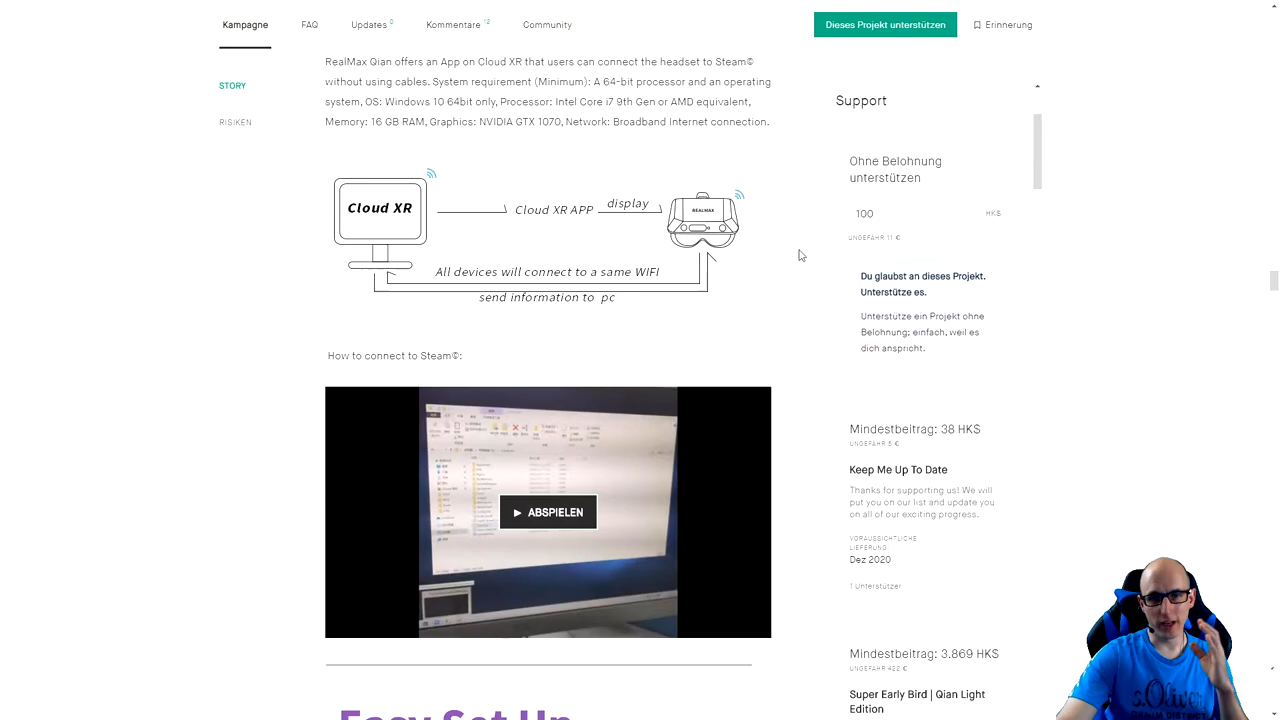 Kampagne FAQ Updates 0 Kommentare 12 Community Dieses Projekt unterstützen Erinnerung
STORY
RISIKEN
RealMax Qian offers an App on Cloud XR that users can connect the headset to Steam©
without using cables. System requirement (Minimum): A 64-bit processor and an operating
system, OS: Windows 10 64bit only, Processor: Intel Core i7 9th Gen or AMD equivalent,
Memory: 16 GB RAM, Graphics: NVIDIA GTX 1070, Network: Broadband Internet connection.
Cloud XR
Cloud XR APP
display
REALMAX
All devices will connect to a same WIFI
send information to pc
How to connect to Steam©:
ABSPIELEN
Easy Set Up
Support
Ohne Belohnung
unterstützen
100 HK$
UNGEFÄHR 11 €
Du glaubst an dieses Projekt.
Unterstütze es.
Unterstütze ein Projekt ohne
Belohnung; einfach, weil es
dich anspricht.
Mindestbeitrag: 38 HK$
UNGEFÄHR 5 €
Keep Me Up To Date
Thanks for supporting us! We will
put you on our list and update you
on all of our exciting progress.
VORAUSSICHTLICHE
LIEFERUNG
Dez 2020
1 Unterstützer
Mindestbeitrag: 3.869 HK$
UNGEFÄHR 422 €
Super Early Bird | Qian Light
Edition
s.Oliver